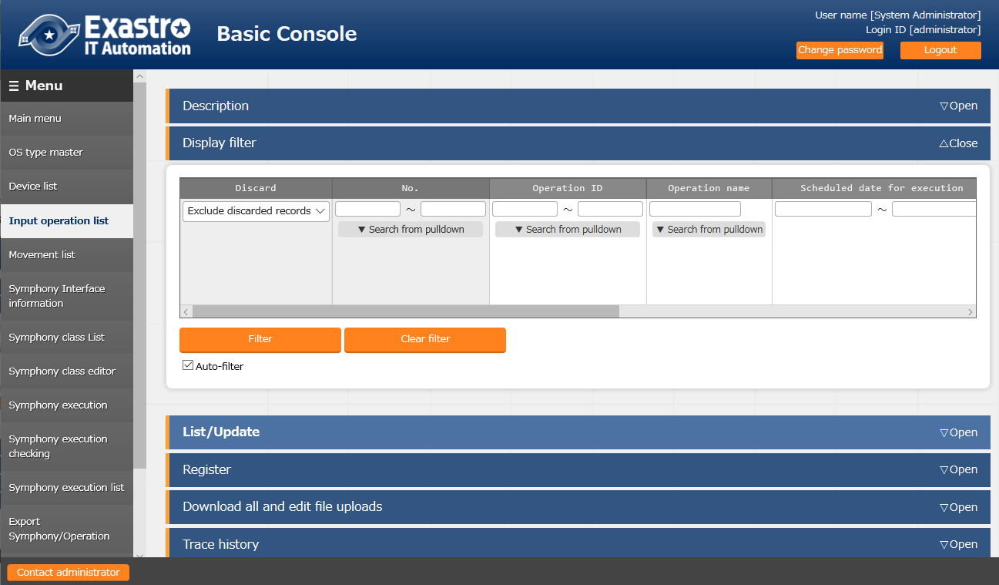 Exastro
IT Automation
Basic Console
User name [System Administrator]
Login ID [administrator]
Change password
Logout
☰ Menu
Main menu
OS type master
Device list
Input operation list
Movement list
Symphony Interface
information
Symphony class List
Symphony class editor
Symphony execution
Symphony execution
checking
Symphony execution list
Export
Symphony/Operation
Contact administrator
Description ▽Open
Display filter △Close
Discard No. Operation ID Operation name Scheduled date for execution
Exclude discarded records ~ ~ ~
▼ Search from pulldown ▼ Search from pulldown ▼ Search from pulldown
Filter Clear filter
Auto-filter
List/Update ▽Open
Register ▽Open
Download all and edit file uploads ▽Open
Trace history ▽Open